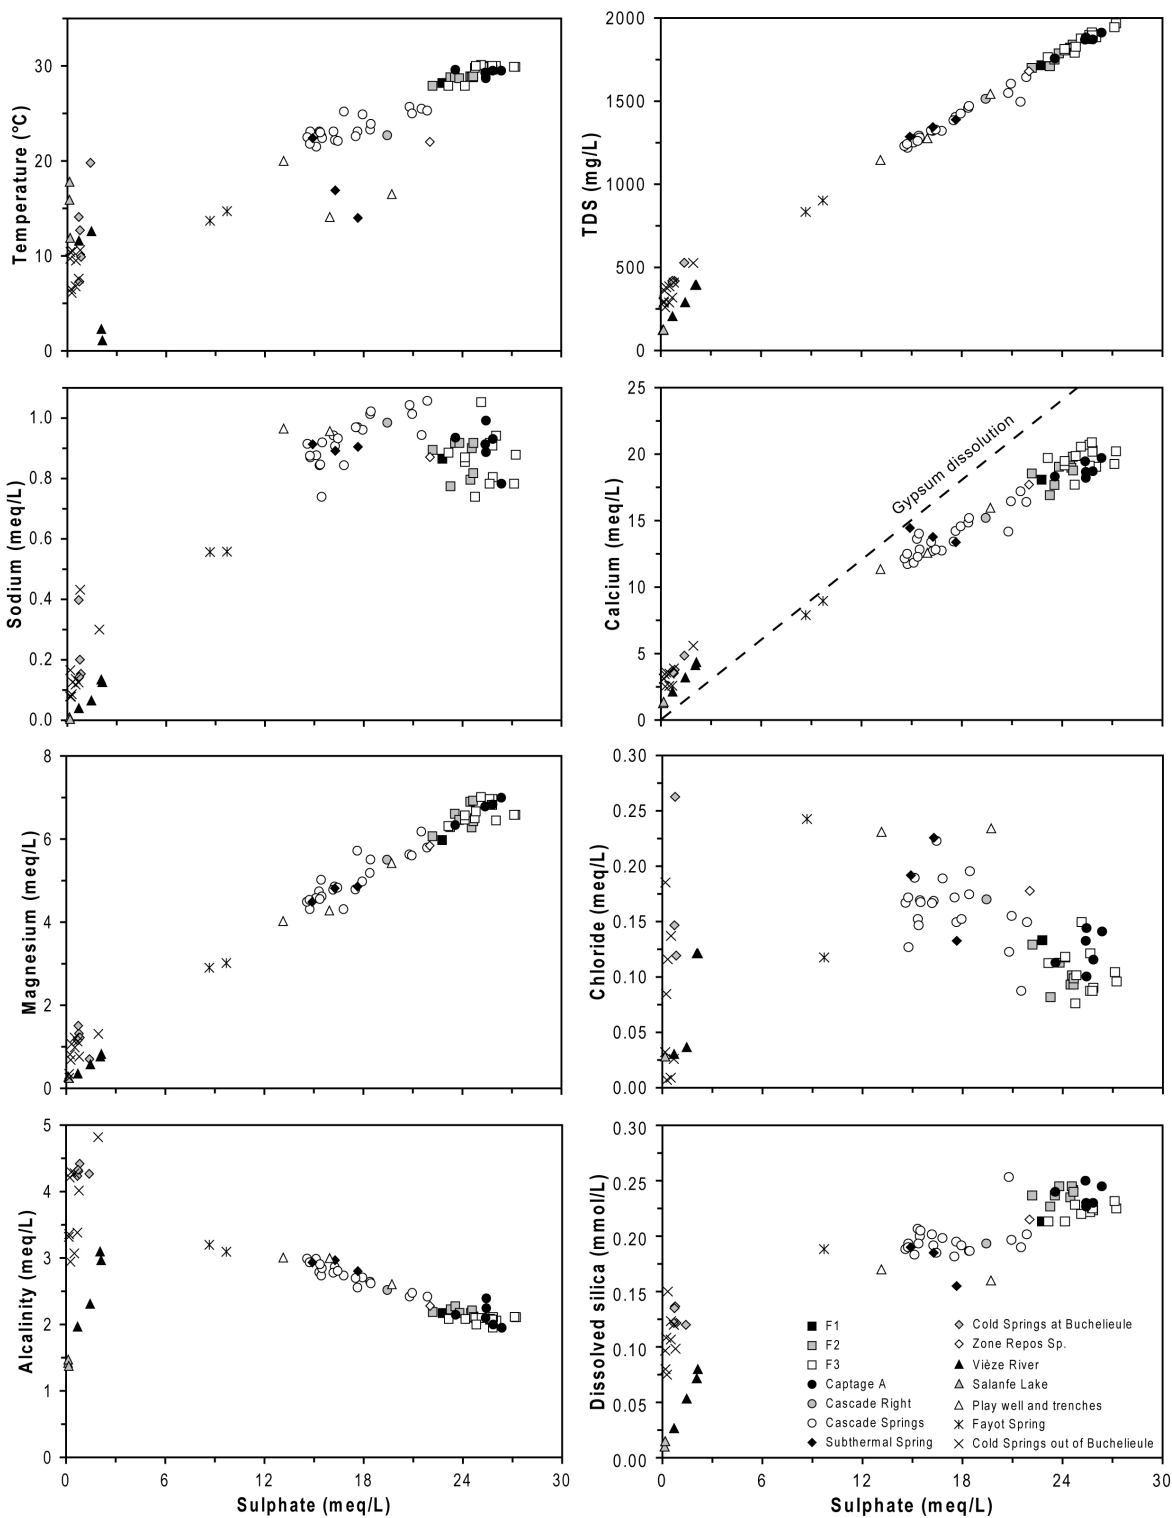 30
20
10
0
Temperature (°C)
2000
1500
1000
500
0
TDS (mg/L)
1.0
0.8
0.6
0.4
0.2
0.0
Sodium (meq/L)
25
20
15
10
5
0
Calcium (meq/L)
Gypsum dissolution
8
6
4
2
0
Magnesium (meq/L)
0.30
0.25
0.20
0.15
0.10
0.05
0.00
Chloride (meq/L)
5
4
3
2
1
0
Alcalinity (meq/L)
0 6 12 18 24 30
Sulphate (meq/L)
0.30
0.25
0.20
0.15
0.10
0.05
0.00
Dissolved silica (mmol/L)
F1
F2
F3
Captage A
Cascade Right
Cascade Springs
Subthermal Spring
Cold Springs at Buchelieule
Zone Repos Sp.
Vièze River
Salanfe Lake
Play well and trenches
Fayot Spring
Cold Springs out of Buchelieule
0 6 12 18 24 30
Sulphate (meq/L)